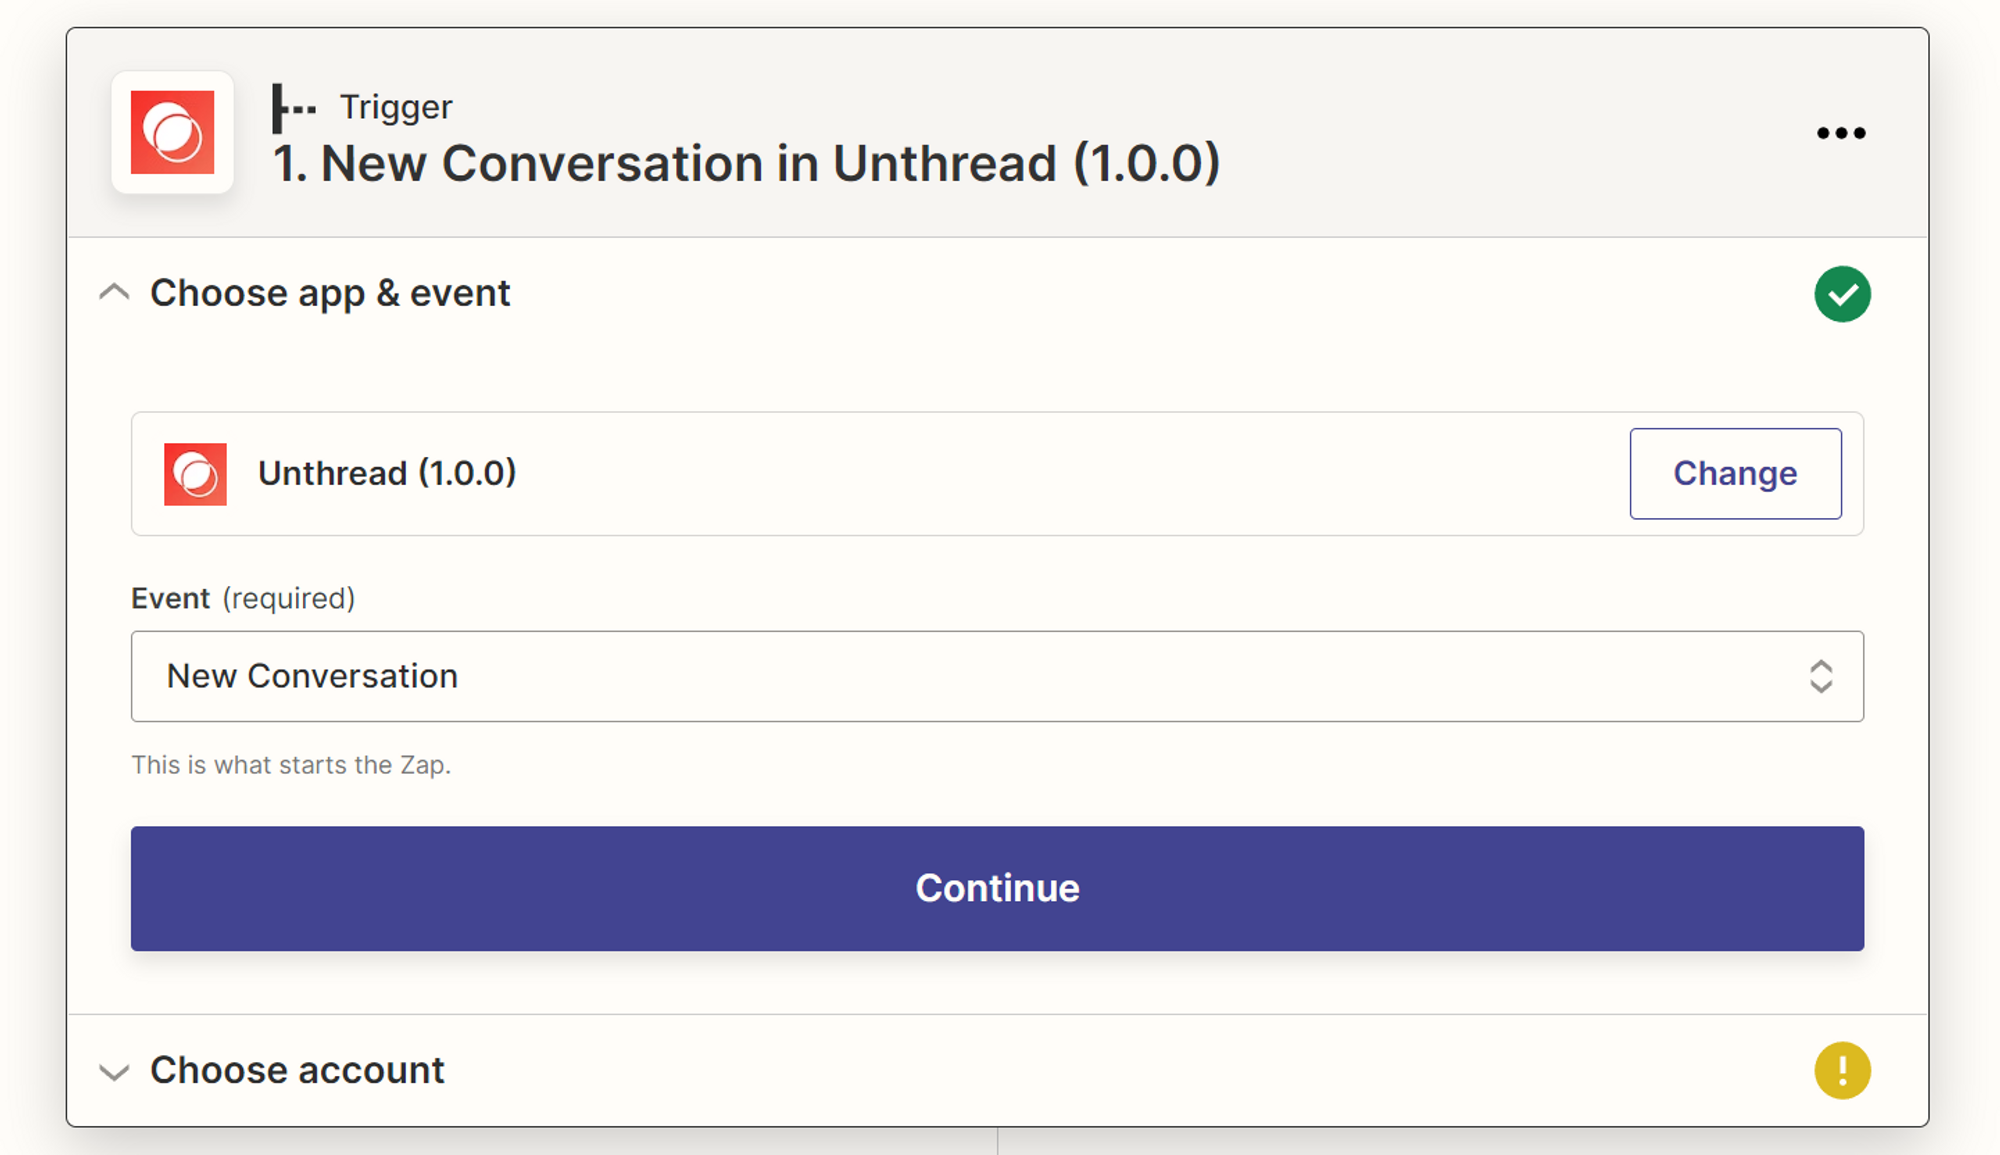 Trigger
1. New Conversation in Unthread (1.0.0)
Choose app & event
Unthread (1.0.0)
Change
Event (required)
New Conversation
This is what starts the Zap.
Continue
Choose account